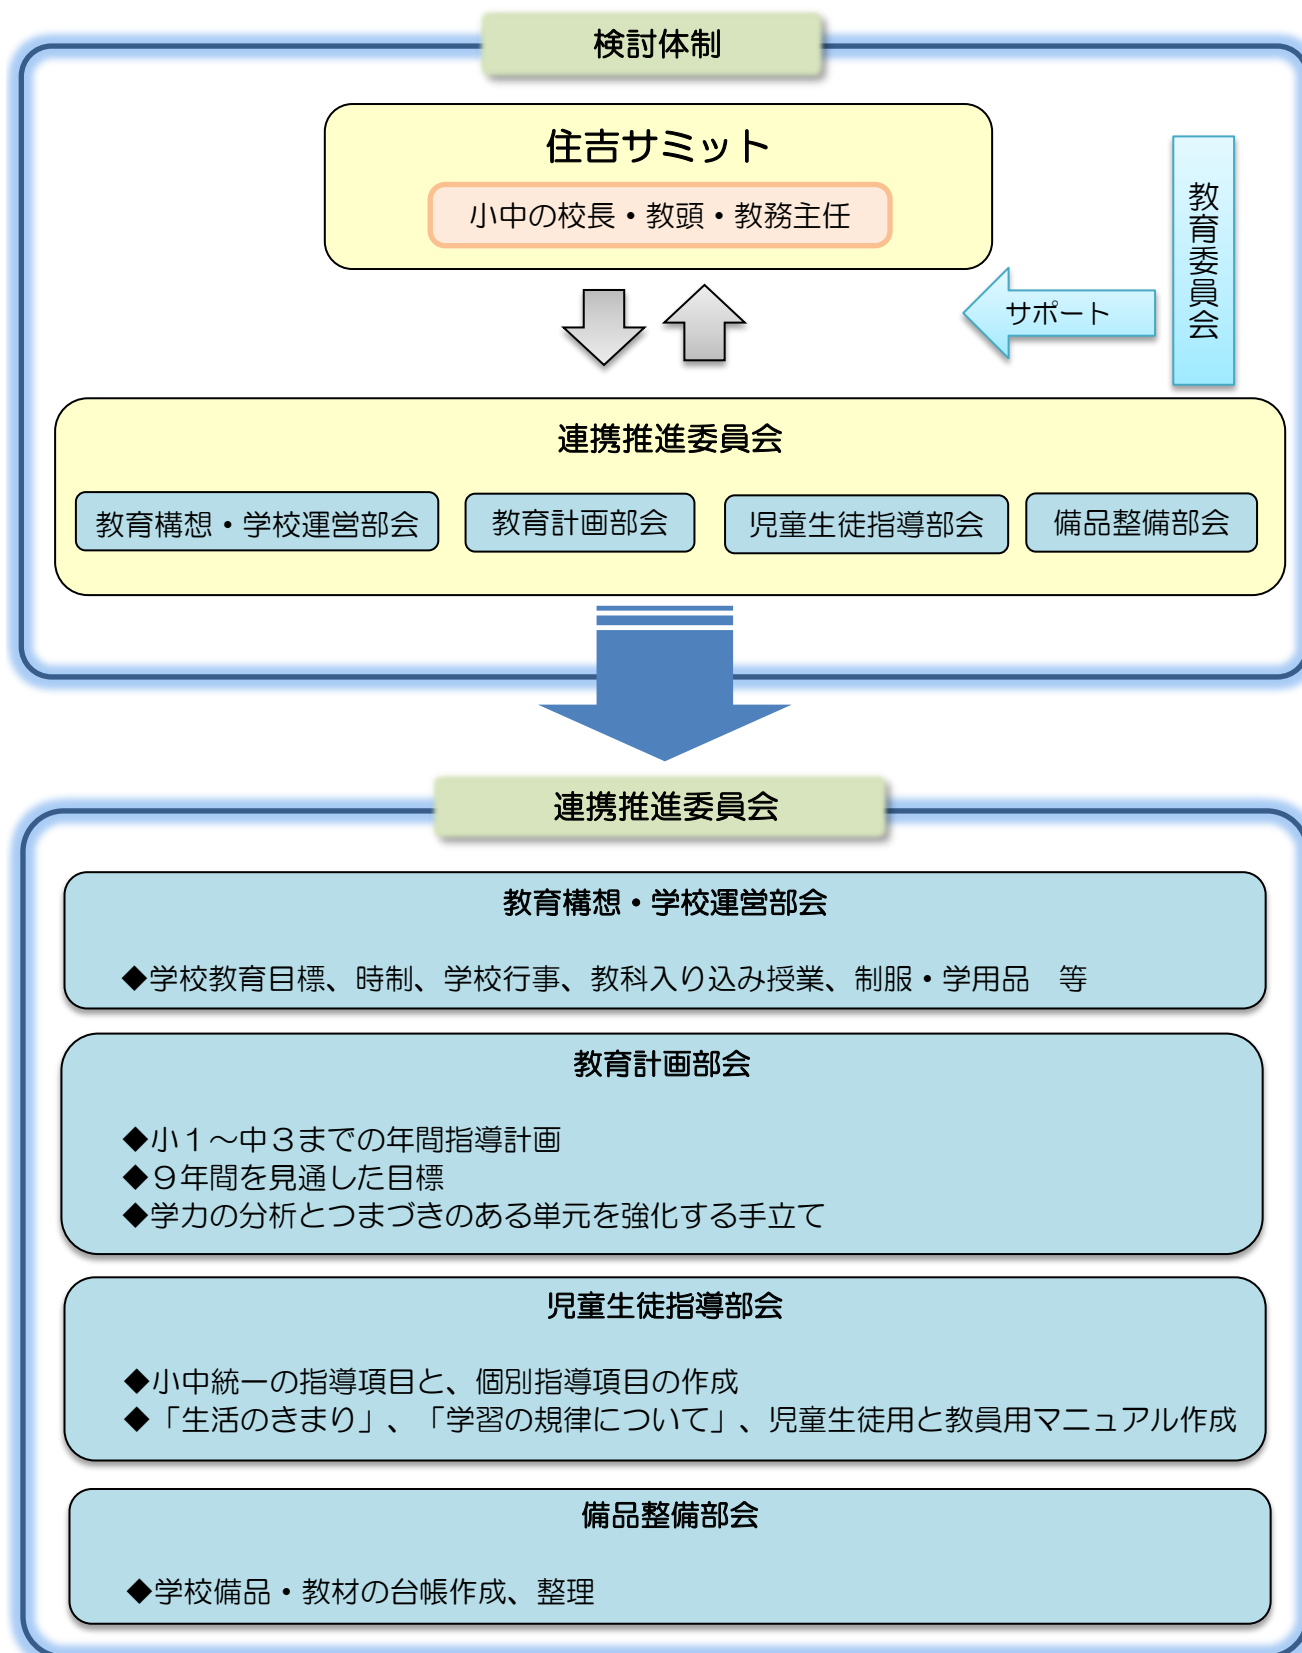 検討体制
住吉サミット
小中の校長・教頭・教務主任
教育委員会
サポート
連携推進委員会
教育構想・学校運営部会
教育計画部会
児童生徒指導部会
備品整備部会
連携推進委員会
教育構想・学校運営部会
◆学校教育目標、時制、学校行事、教科入り込み授業、制服・学用品　等
教育計画部会
◆小１～中３までの年間指導計画
◆９年間を見通した目標
◆学力の分析とつまづきのある単元を強化する手立て
児童生徒指導部会
◆小中統一の指導項目と、個別指導項目の作成
◆「生活のきまり」、「学習の規律について」、児童生徒用と教員用マニュアル作成
備品整備部会
◆学校備品・教材の台帳作成、整理